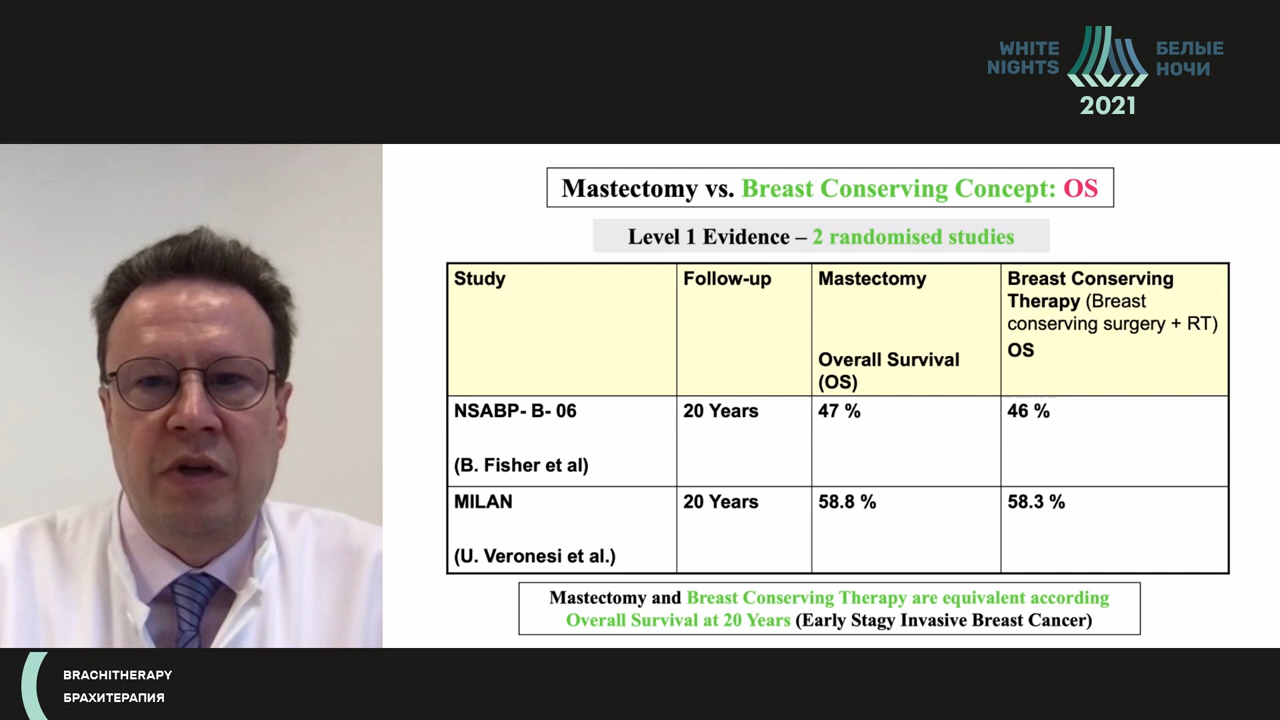 WHITE
NIGHTS
БЕЛЫЕ
НОЧИ
2021
Mastectomy vs. Breast Conserving Concept: OS
Level 1 Evidence – 2 randomised studies
Study
Follow-up
Mastectomy
Overall Survival
(OS)
Breast Conserving
Therapy (Breast
conserving surgery + RT)
OS
NSABP- B- 06
(B. Fisher et al)
20 Years
47 %
46 %
MILAN
(U. Veronesi et al.)
20 Years
58.8 %
58.3 %
Mastectomy and Breast Conserving Therapy are equivalent according
Overall Survival at 20 Years (Early Stagy Invasive Breast Cancer)
BRACHITHERAPY
БРАХИТЕРАПИЯ